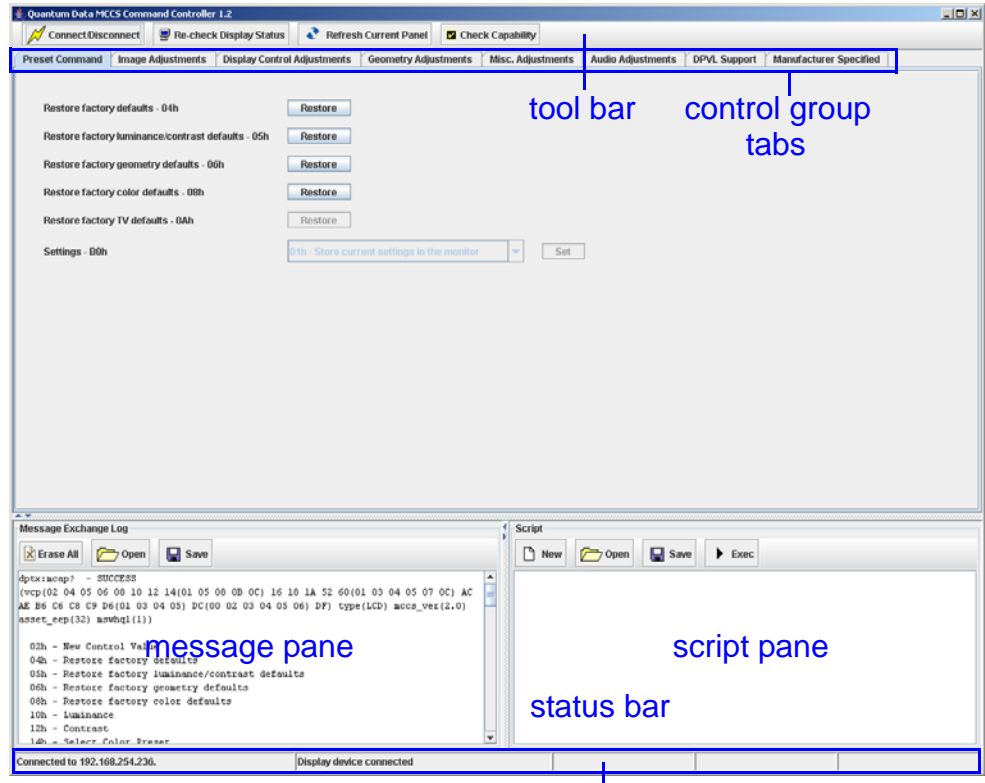 Quantum Data MCCS Command Controller 1.2
Connect/Disconnect Re-check Display Status Refresh Current Panel Check Capability
Preset Command Image Adjustments Display Control Adjustments Geometry Adjustments Misc. Adjustments Audio Adjustments DPVL Support Manufacturer Specified
tool bar
control group
tabs
Restore factory defaults - 04h Restore
Restore factory luminance/contrast defaults - 05h Restore
Restore factory geometry defaults - 06h Restore
Restore factory color defaults - 08h Restore
Restore factory TV defaults - 0Ah Restore
Settings - B0h 01h - Store current settings in the monitor Set
Message Exchange Log
Erase All Open Save
dptx:mcap? - SUCCESS
(vcp(02 04 05 06 08 10 12 14(01 05 08 0B 0C) 16
18 1A 52 60(01 03 04 05 07 0C) AC
AE B6 C6 C8 C9 D6(01 03 04 05) DC(00 02 03 04 05 06) DF) type(LCD) mccs_ver(2.0)
asset_eep(32) mswhql(1))
02h - New Control Value
04h - Restore factory defaults
05h - Restore factory luminance/contrast defaults
06h - Restore factory geometry defaults
08h - Restore factory color defaults
10h - Luminance
12h - Contrast
14h - Select Color Preset
message pane
Script
New Open Save Exec
script pane
status bar
Connected to 192.168.254.236. Display device connected